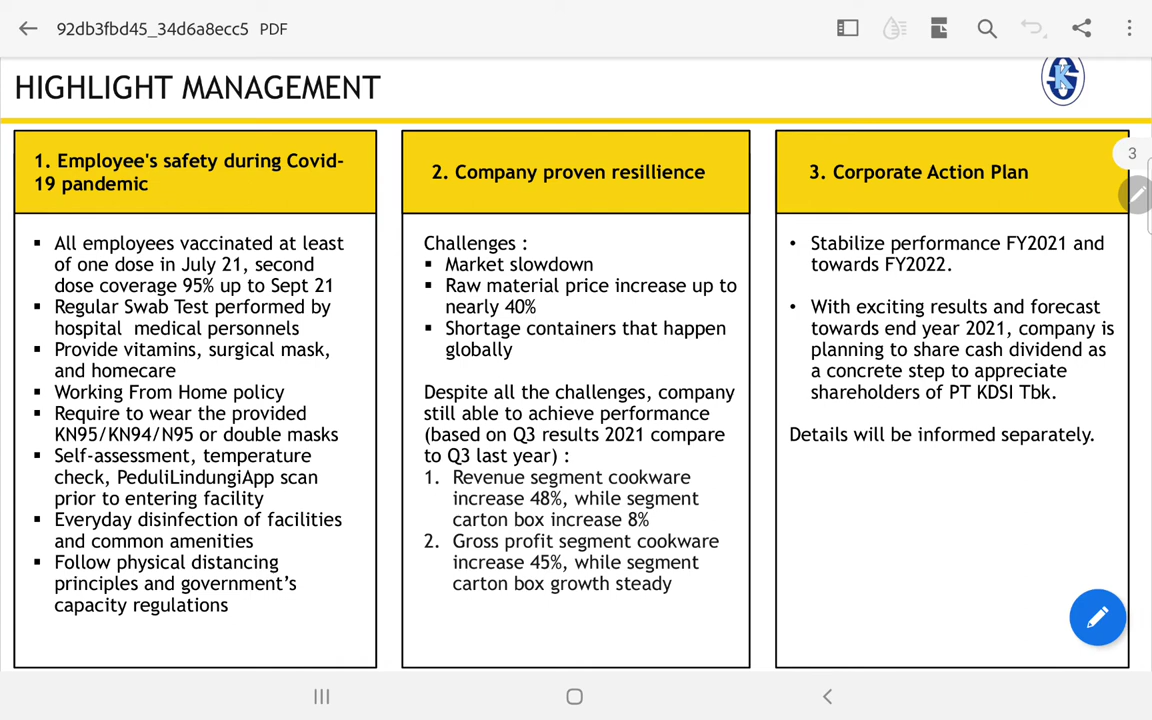 92db3fbd45_34d6a8ecc5 PDF
HIGHLIGHT MANAGEMENT
K
3
1. Employee's safety during Covid-
19 pandemic
▪ All employees vaccinated at least
of one dose in July 21, second
dose coverage 95% up to Sept 21
▪ Regular Swab Test performed by
hospital medical personnels
▪ Provide vitamins, surgical mask,
and homecare
▪ Working From Home policy
▪ Require to wear the provided
KN95/KN94/N95 or double masks
▪ Self-assessment, temperature
check, PeduliLindungiApp scan
prior to entering facility
▪ Everyday disinfection of facilities
and common amenities
▪ Follow physical distancing
principles and government’s
capacity regulations
2. Company proven resillience
Challenges :
▪ Market slowdown
▪ Raw material price increase up to
nearly 40%
▪ Shortage containers that happen
globally
Despite all the challenges, company
still able to achieve performance
(based on Q3 results 2021 compare
to Q3 last year) :
1. Revenue segment cookware
increase 48%, while segment
carton box increase 8%
2. Gross profit segment cookware
increase 45%, while segment
carton box growth steady
3. Corporate Action Plan
• Stabilize performance FY2021 and
towards FY2022.
• With exciting results and forecast
towards end year 2021, company is
planning to share cash dividend as
a concrete step to appreciate
shareholders of PT KDSI Tbk.
Details will be informed separately.